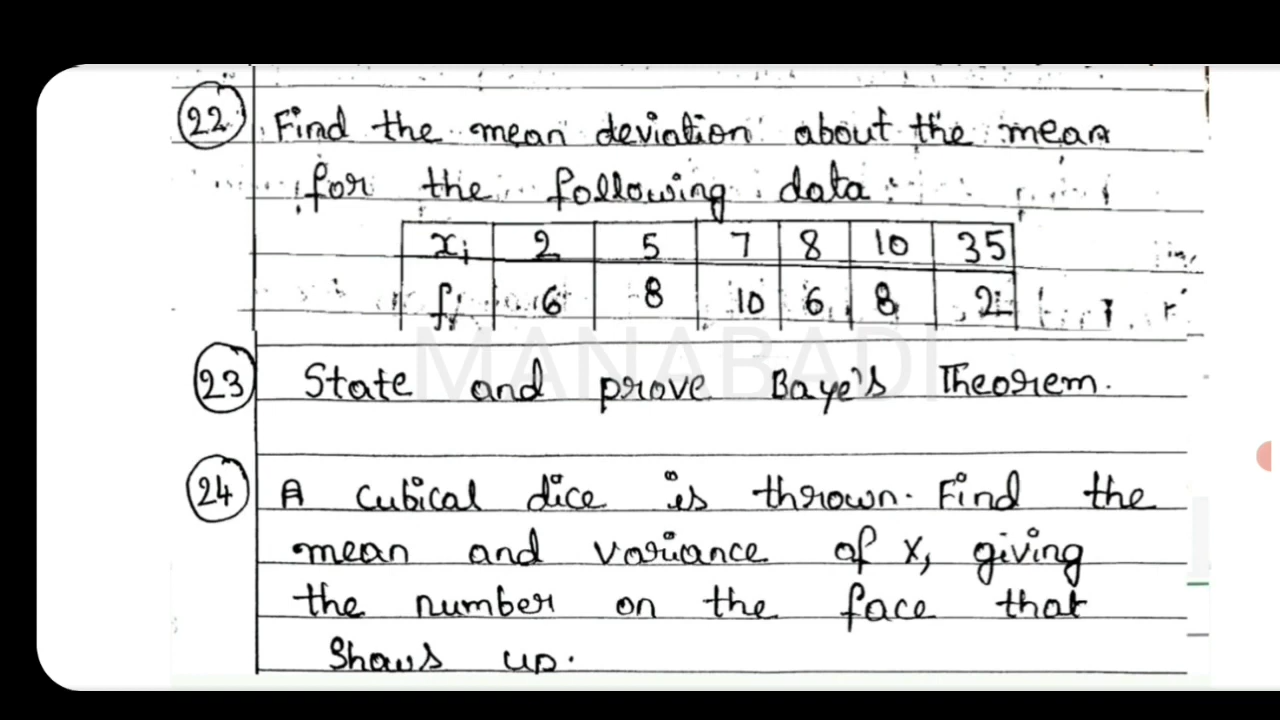 22 Find the mean deviation about the mean
for the following data:
xi 2 5 7 8 10 35
fi 6 8 10 6 8 2
MANABADI
23 State and prove Baye's Theorem.
24 A cubical dice is thrown. Find the
mean and variance of X, giving
the number on the face that
shows up.